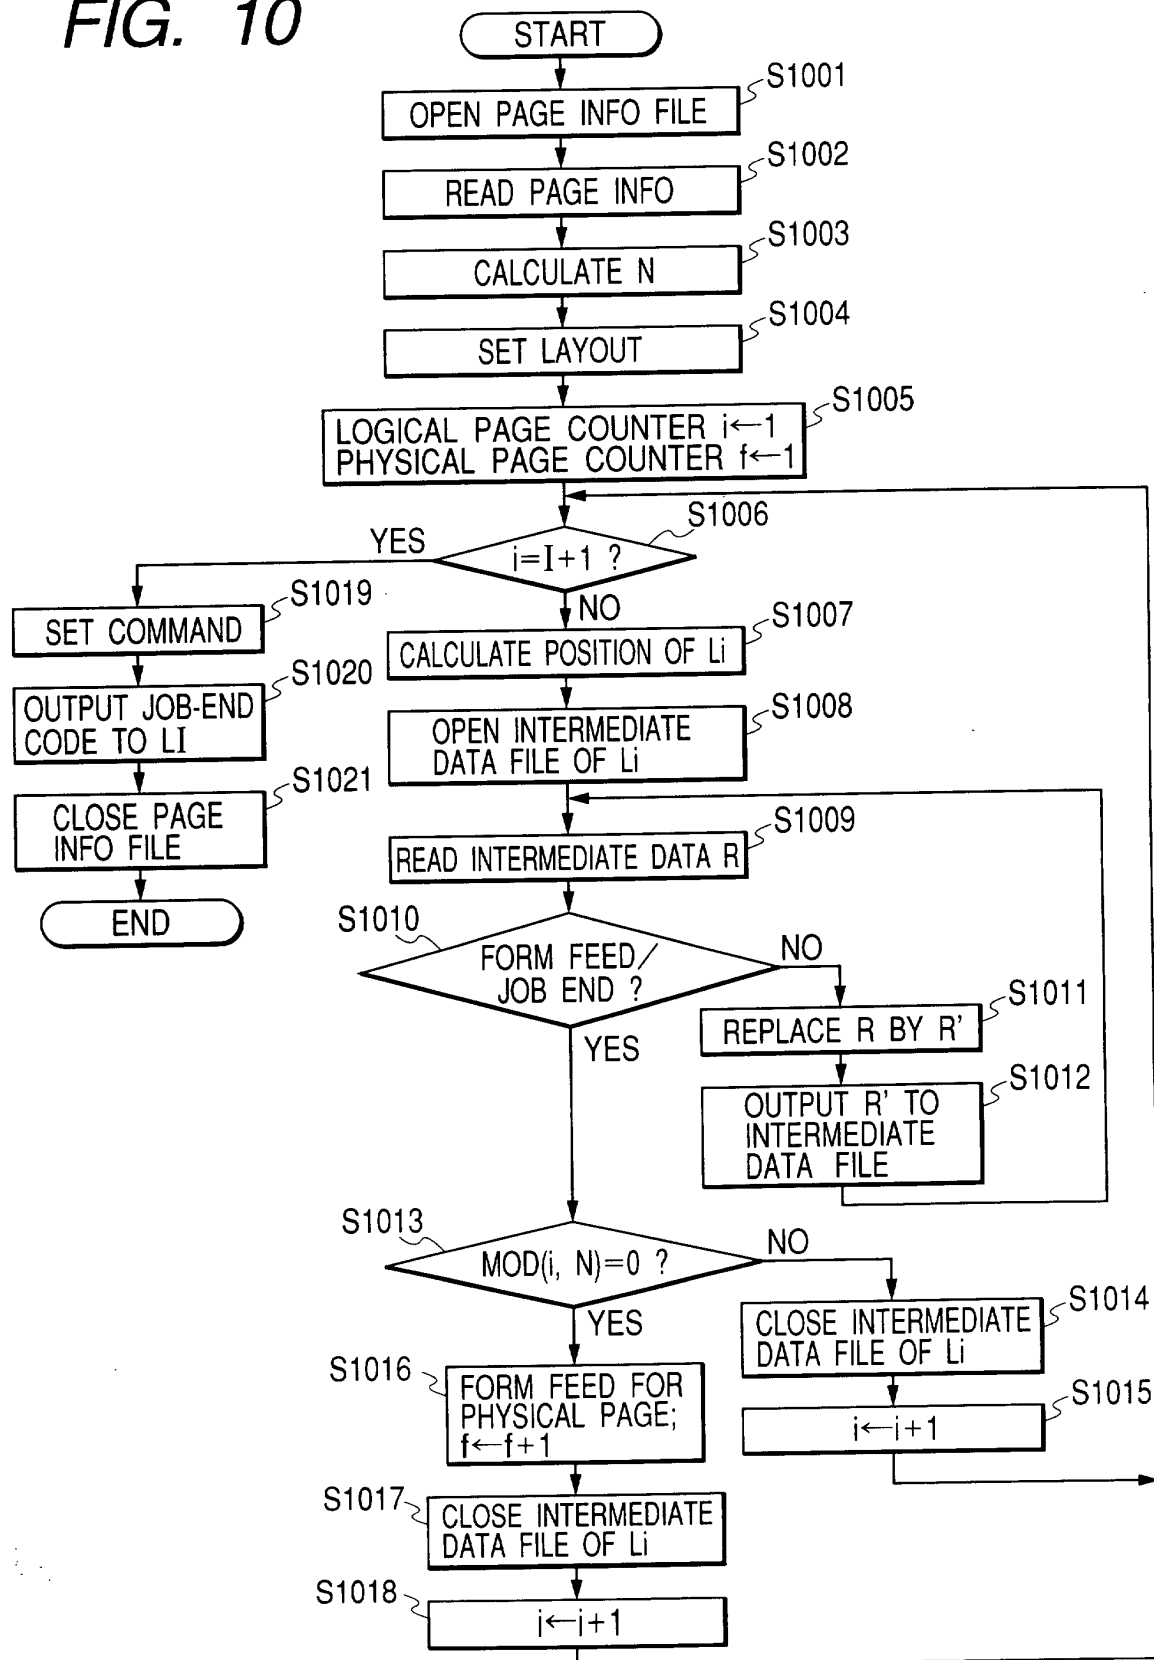 FIG. 10
START
S1001
OPEN PAGE INFO FILE
S1002
READ PAGE INFO
S1003
CALCULATE N
S1004
SET LAYOUT
S1005
LOGICAL PAGE COUNTER i←1
PHYSICAL PAGE COUNTER f←1
S1006
i=I+1 ?
YES
NO
S1019
SET COMMAND
S1020
OUTPUT JOB-END
CODE TO LI
S1021
CLOSE PAGE
INFO FILE
END
S1007
CALCULATE POSITION OF Li
S1008
OPEN INTERMEDIATE
DATA FILE OF Li
S1009
READ INTERMEDIATE DATA R
S1010
FORM FEED/
JOB END ?
NO
YES
S1011
REPLACE R BY R'
S1012
OUTPUT R' TO
INTERMEDIATE
DATA FILE
S1013
MOD(i, N)=0 ?
NO
YES
S1014
CLOSE INTERMEDIATE
DATA FILE OF Li
S1015
i←i+1
S1016
FORM FEED FOR
PHYSICAL PAGE;
f←f+1
S1017
CLOSE INTERMEDIATE
DATA FILE OF Li
S1018
i←i+1